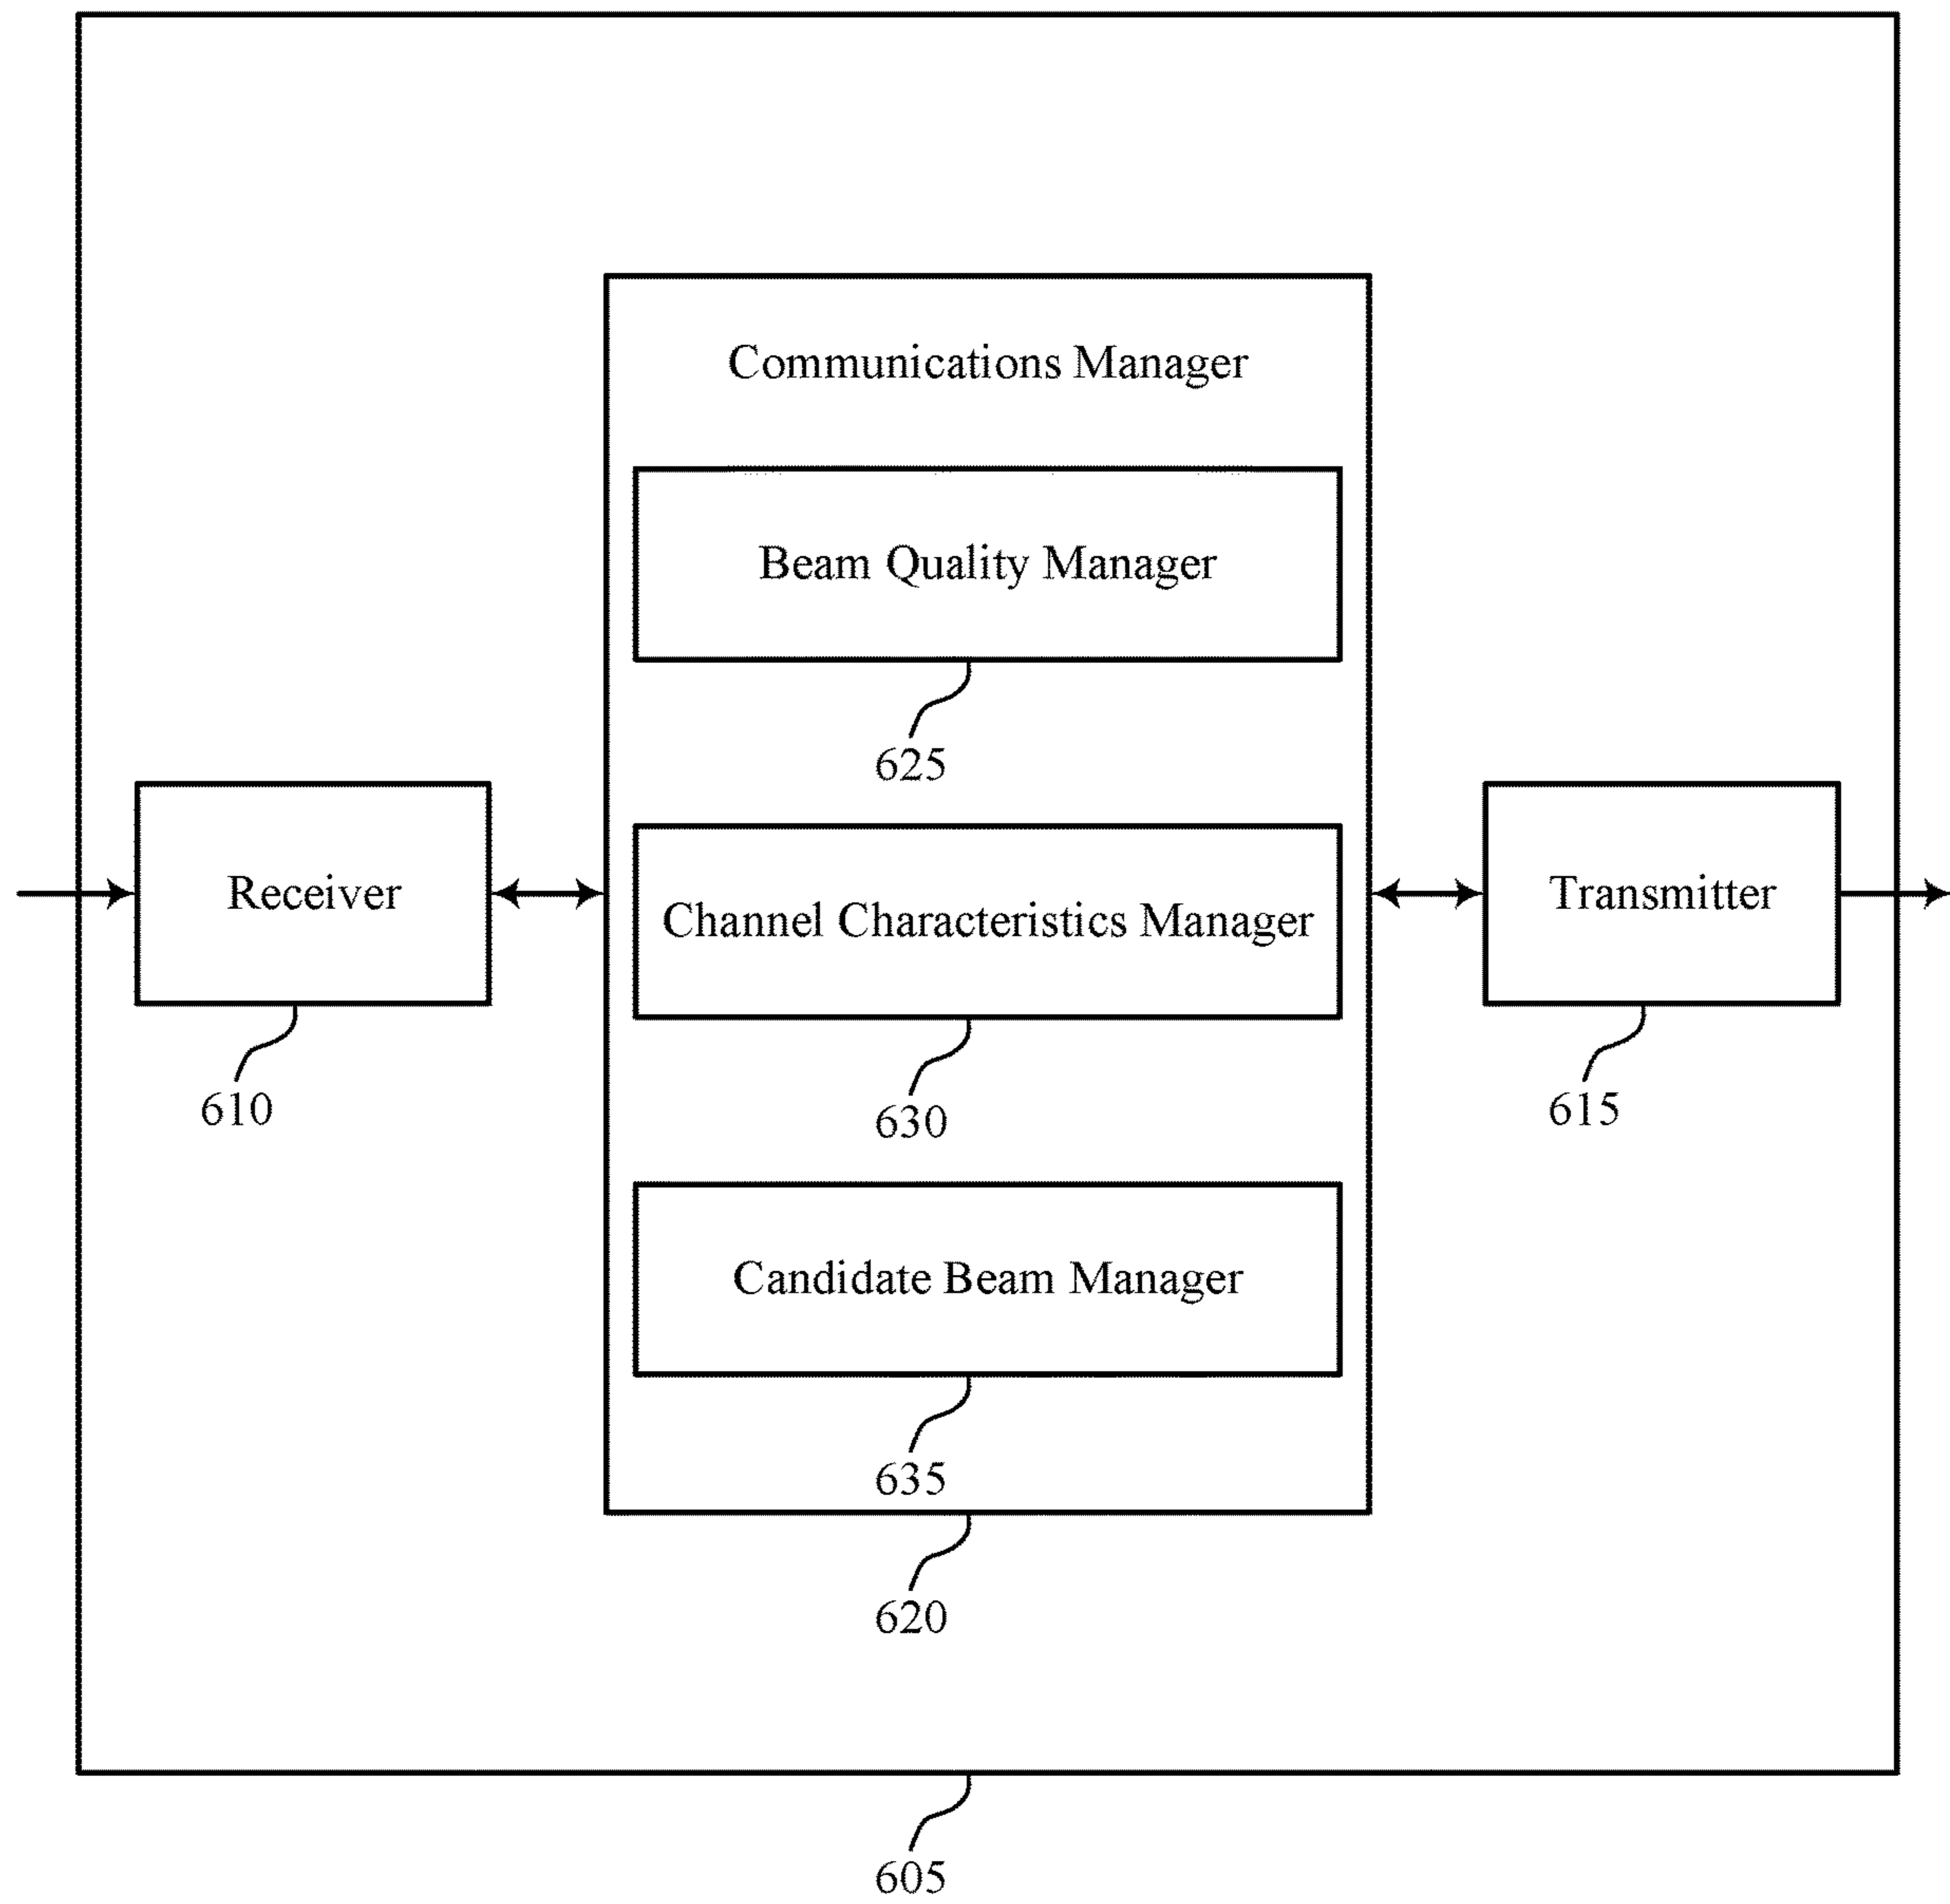 Communications Manager
Beam Quality Manager
625
Receiver
610
Channel Characteristics Manager
630
Transmitter
615
Candidate Beam Manager
635
620
605